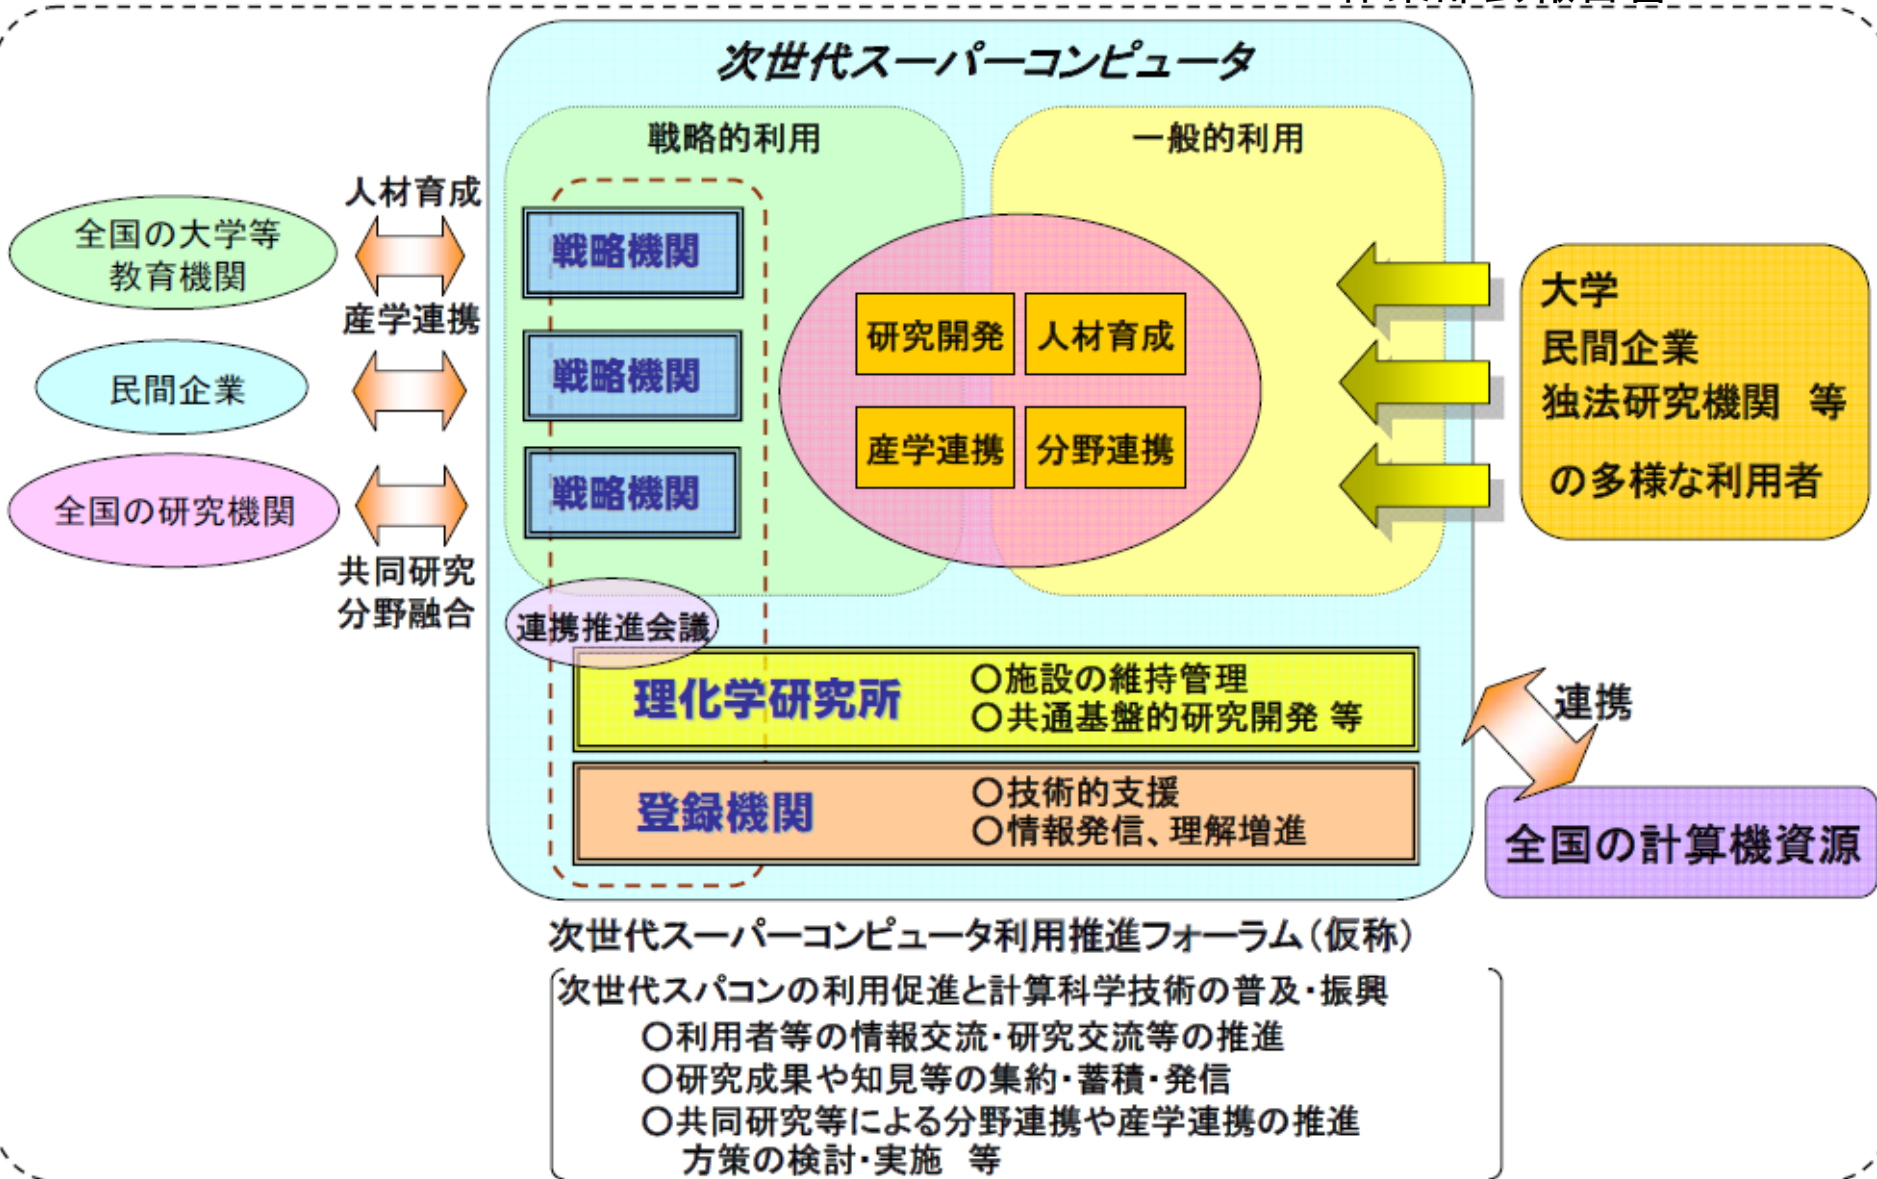 次世代スーパーコンピュータ
戦略的利用
一般的利用
人材育成
全国の大学等
教育機関
産学連携
民間企業
全国の研究機関
共同研究
分野融合
戦略機関
戦略機関
戦略機関
研究開発
人材育成
産学連携
分野連携
大学
民間企業
独法研究機関 等
の多様な利用者
連携推進会議
理化学研究所
○施設の維持管理
○共通基盤的研究開発 等
登録機関
○技術的支援
○情報発信、理解増進
連携
全国の計算機資源
次世代スーパーコンピュータ利用推進フォーラム(仮称)
次世代スパコンの利用促進と計算科学技術の普及・振興
○利用者等の情報交流・研究交流等の推進
○研究成果や知見等の集約・蓄積・発信
○共同研究等による分野連携や産学連携の推進
方策の検討・実施 等